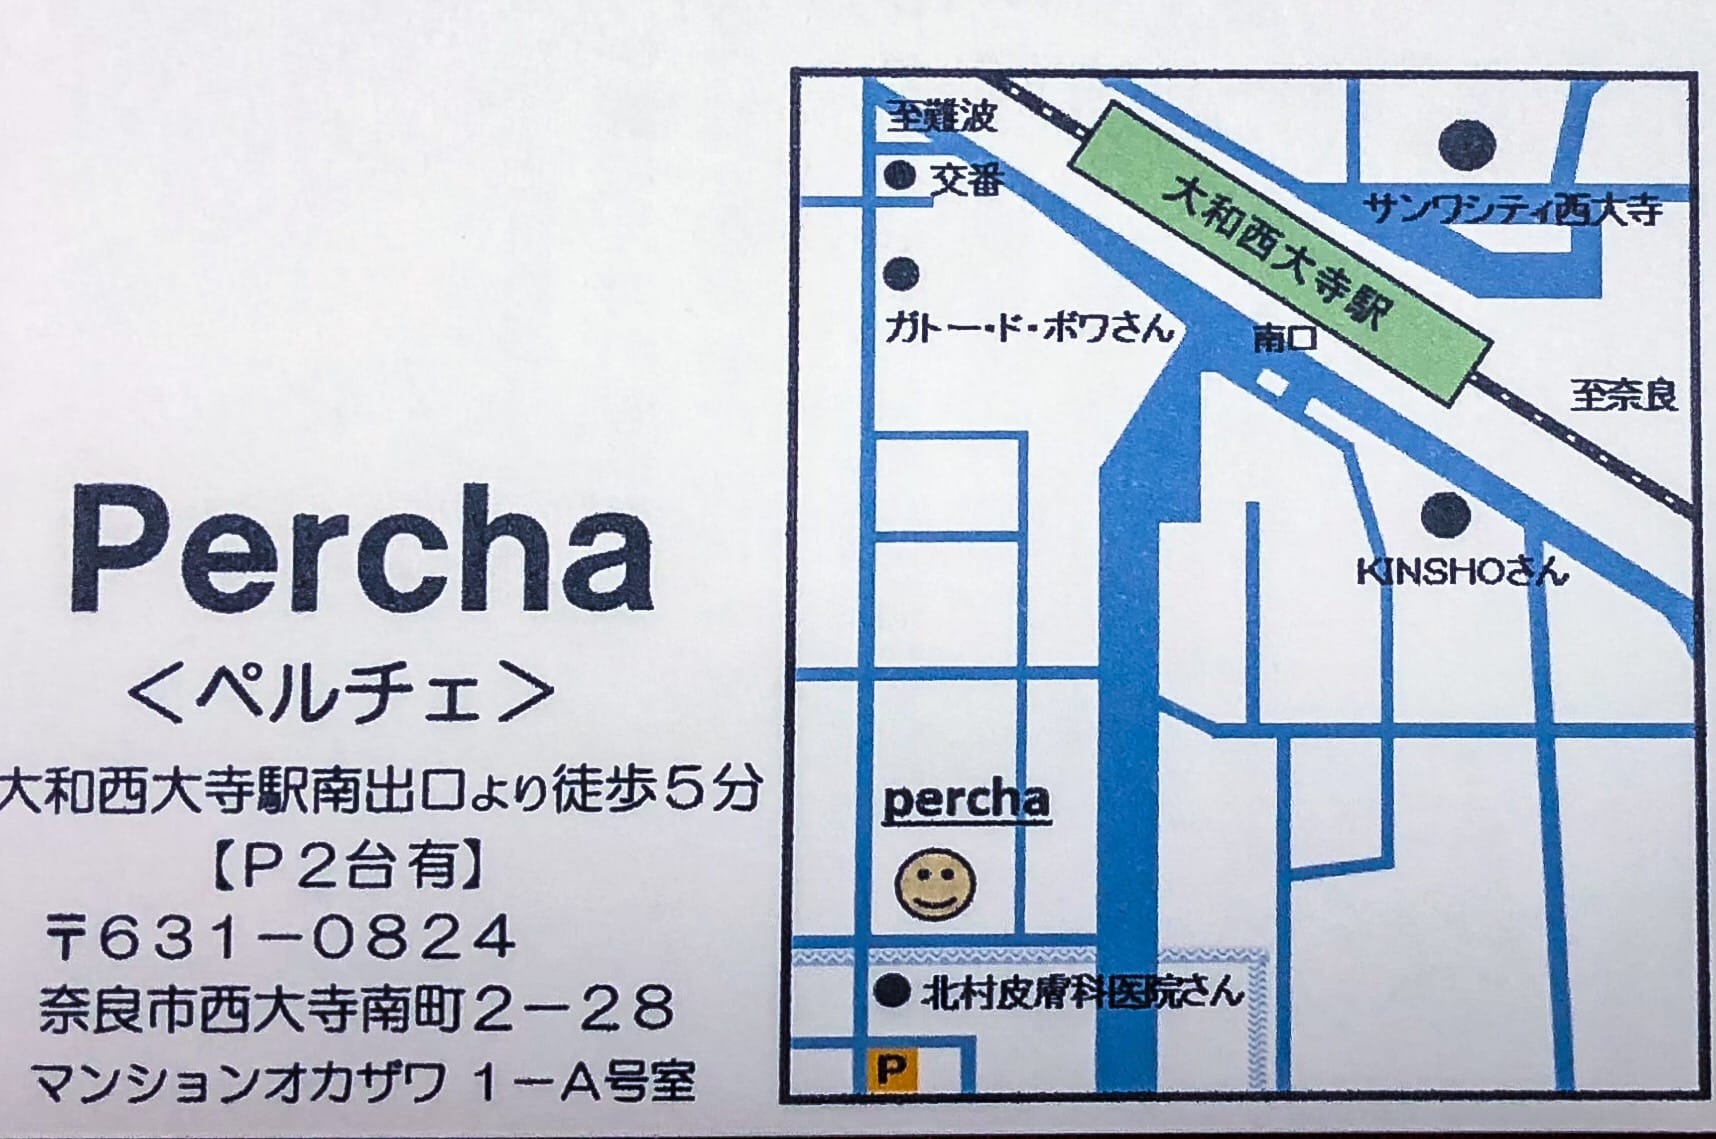 Percha
＜ペルチェ＞
大和西大寺駅南出口より徒歩５分
【Ｐ２台有】
〒６３１－０８２４
奈良市西大寺南町２－２８
マンションオカザワ １－Ａ号室
至難波
交番
ガトー・ド・ボワさん
大和西大寺駅
南口
サンワシティ西大寺
至奈良
KINSHOさん
percha
北村皮膚科医院さん
P